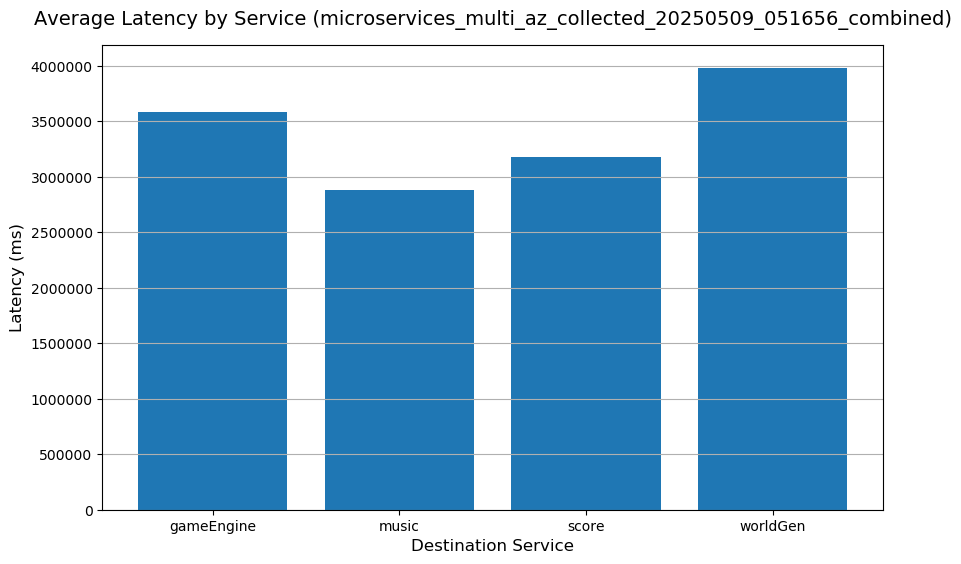 Average Latency by Service (microservices_multi_az_collected_20250509_051656_combined)
4000000
3500000
3000000
2500000
2000000
1500000
1000000
500000
0
Latency (ms)
gameEngine
music
score
worldGen
Destination Service